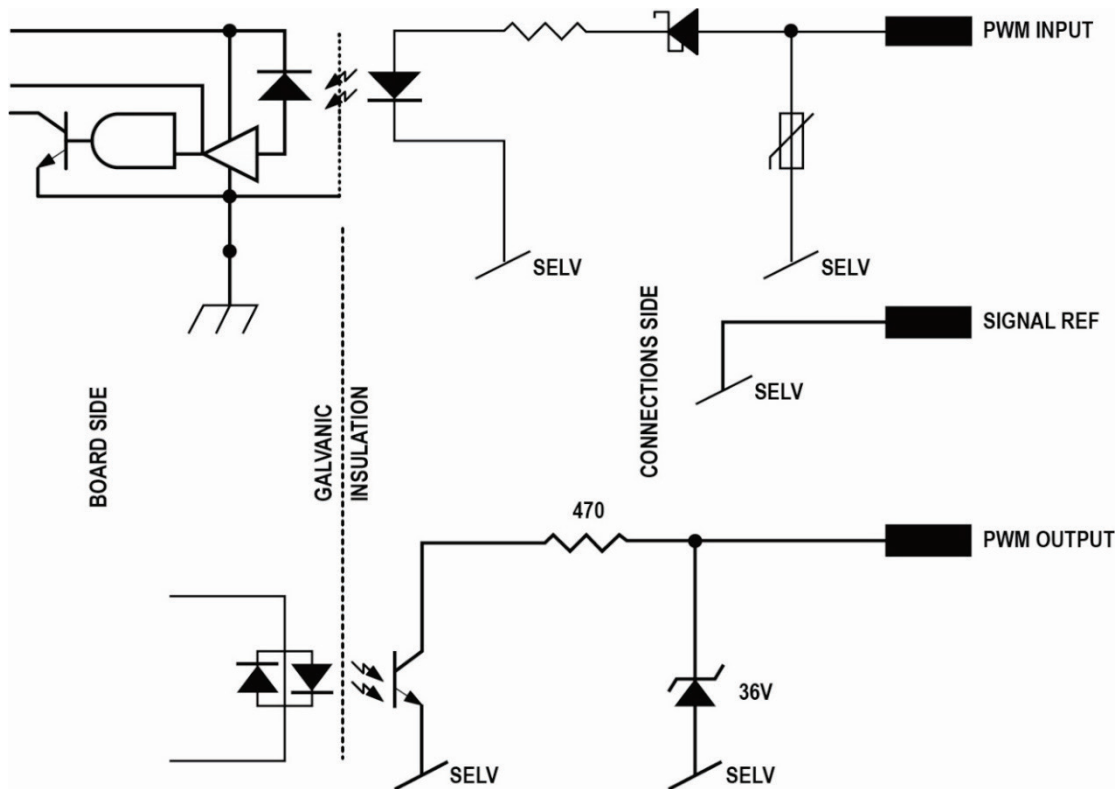 PWM INPUT
SELV
SELV
SIGNAL REF
SELV
BOARD SIDE
GALVANIC
INSULATION
CONNECTIONS SIDE
470
PWM OUTPUT
36V
SELV
SELV